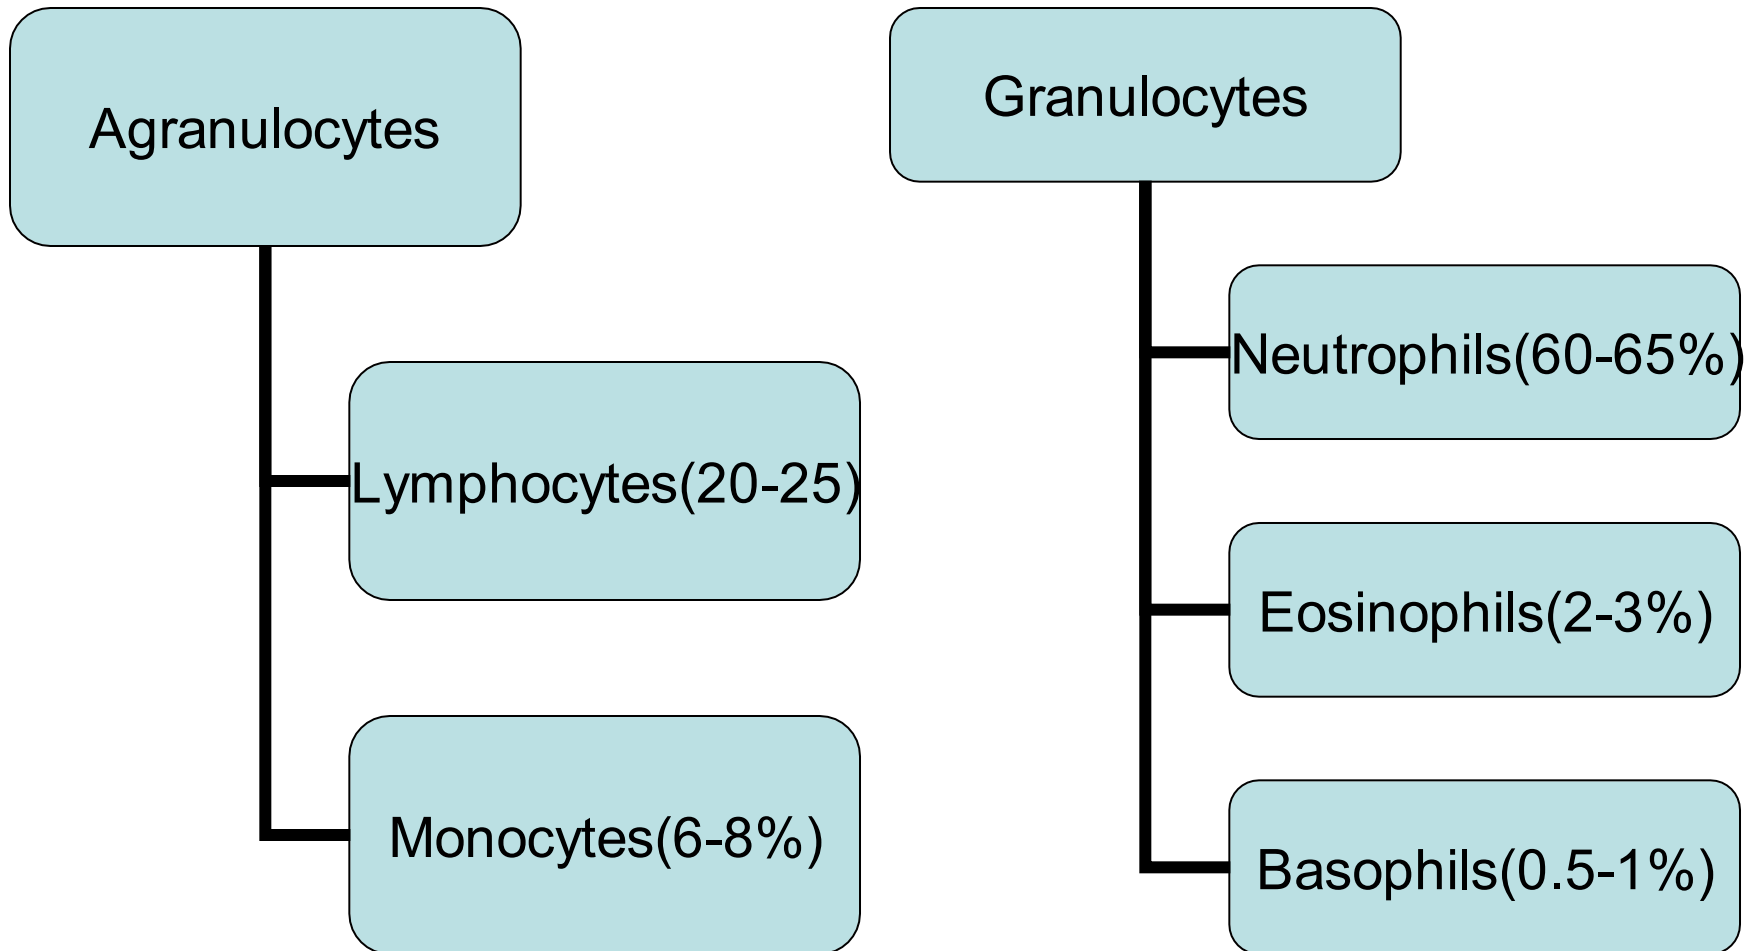 Agranulocytes
Lymphocytes(20-25)
Monocytes(6-8%)
Granulocytes
Neutrophils(60-65%)
Eosinophils(2-3%)
Basophils(0.5-1%)